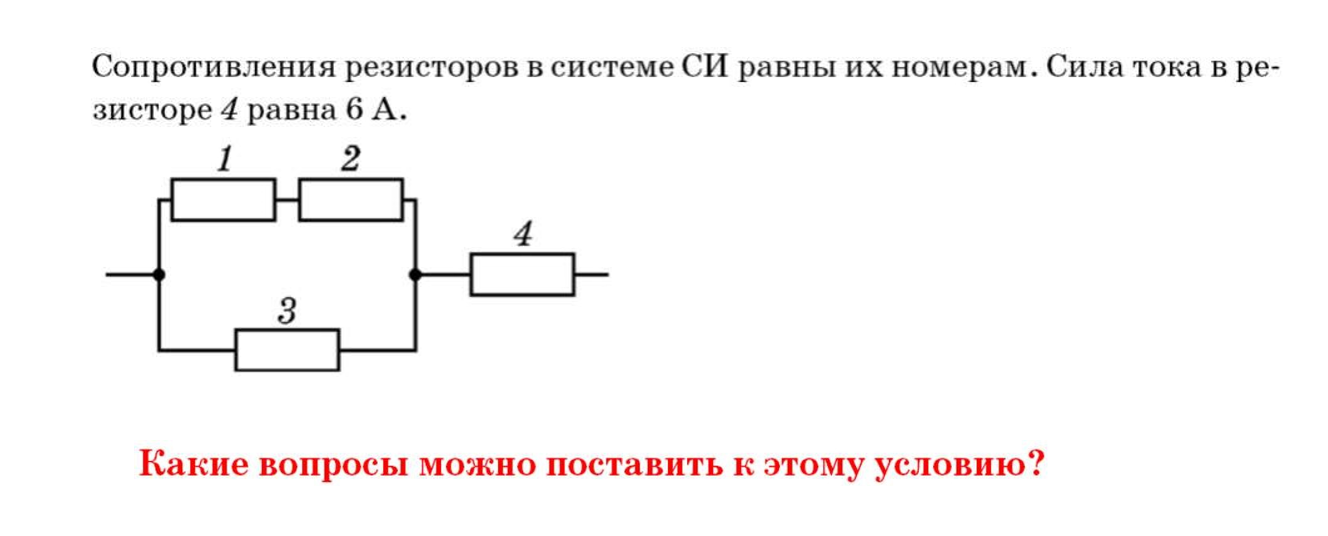 Сопротивления резисторов в системе СИ равны их номерам. Сила тока в ре-
зисторе 4 равна 6 А.
1 2
4
3
Какие вопросы можно поставить к этому условию?